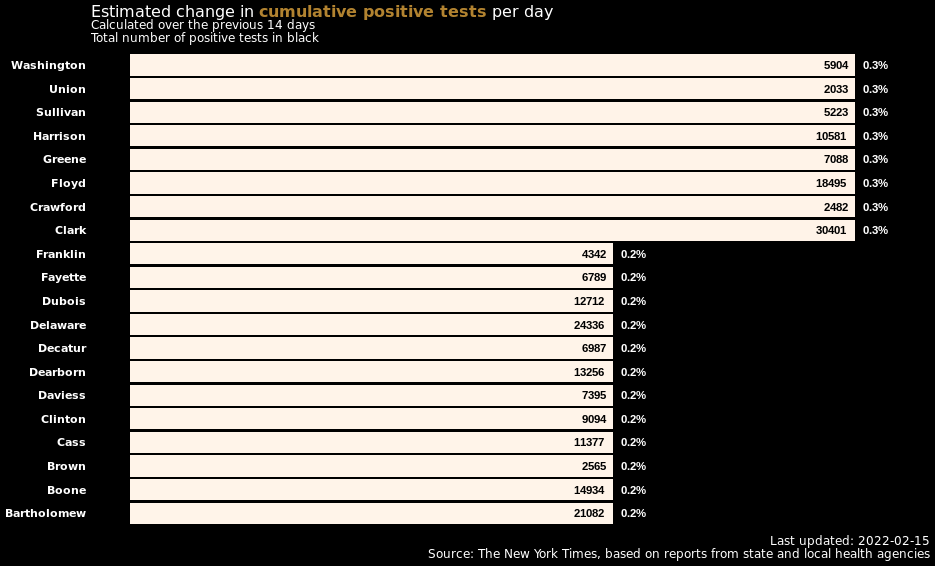 Estimated change in cumulative positive tests per day
Calculated over the previous 14 days
Total number of positive tests in black
Washington 5904 0.3%
Union 2033 0.3%
Sullivan 5223 0.3%
Harrison 10581 0.3%
Greene 7088 0.3%
Floyd 18495 0.3%
Crawford 2482 0.3%
Clark 30401 0.3%
Franklin 4342 0.2%
Fayette 6789 0.2%
Dubois 12712 0.2%
Delaware 24336 0.2%
Decatur 6987 0.2%
Dearborn 13256 0.2%
Daviess 7395 0.2%
Clinton 9094 0.2%
Cass 11377 0.2%
Brown 2565 0.2%
Boone 14934 0.2%
Bartholomew 21082 0.2%
Last updated: 2022-02-15
Source: The New York Times, based on reports from state and local health agencies